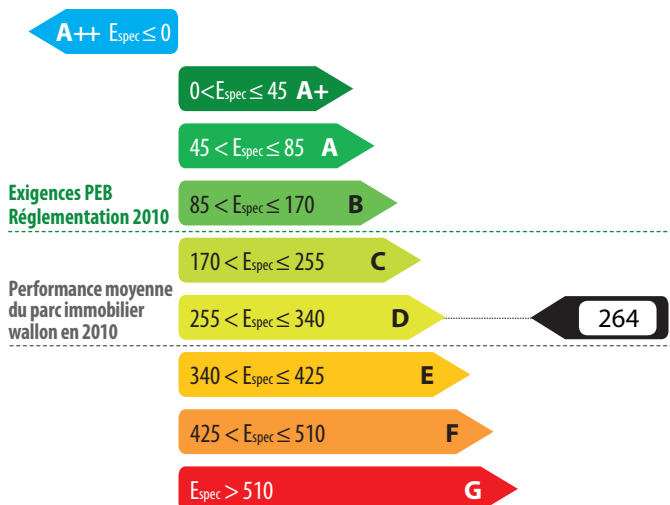 A++ Espec ≤ 0
0 < Espec ≤ 45 A+
45 < Espec ≤ 85 A
Exigences PEB
Réglementation 2010
85 < Espec ≤ 170 B
170 < Espec ≤ 255 C
Performance moyenne
du parc immobilier
wallon en 2010
255 < Espec ≤ 340 D
264
340 < Espec ≤ 425 E
425 < Espec ≤ 510 F
Espec > 510 G